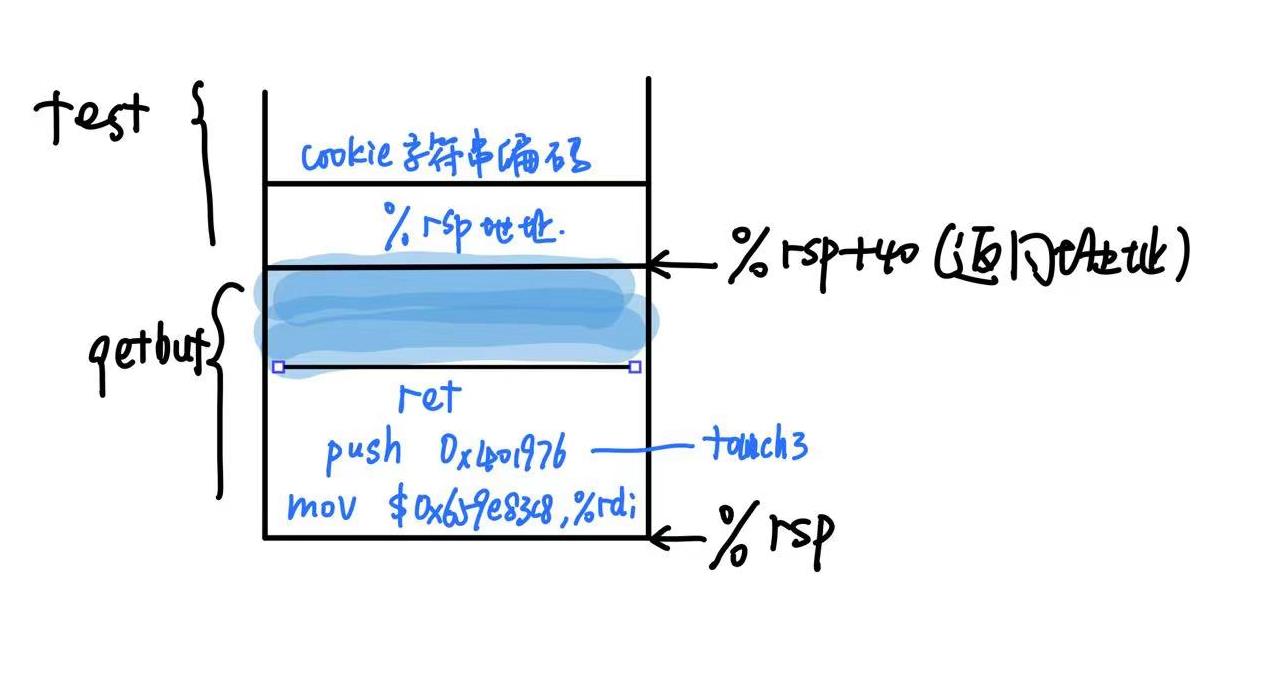 test
cookie字符串编码
%rsp地址.
%rsp+40 (返回地址)
getbuf
ret
push 0x401976 touch3
mov $0x659e83c8,%rdi
%rsp